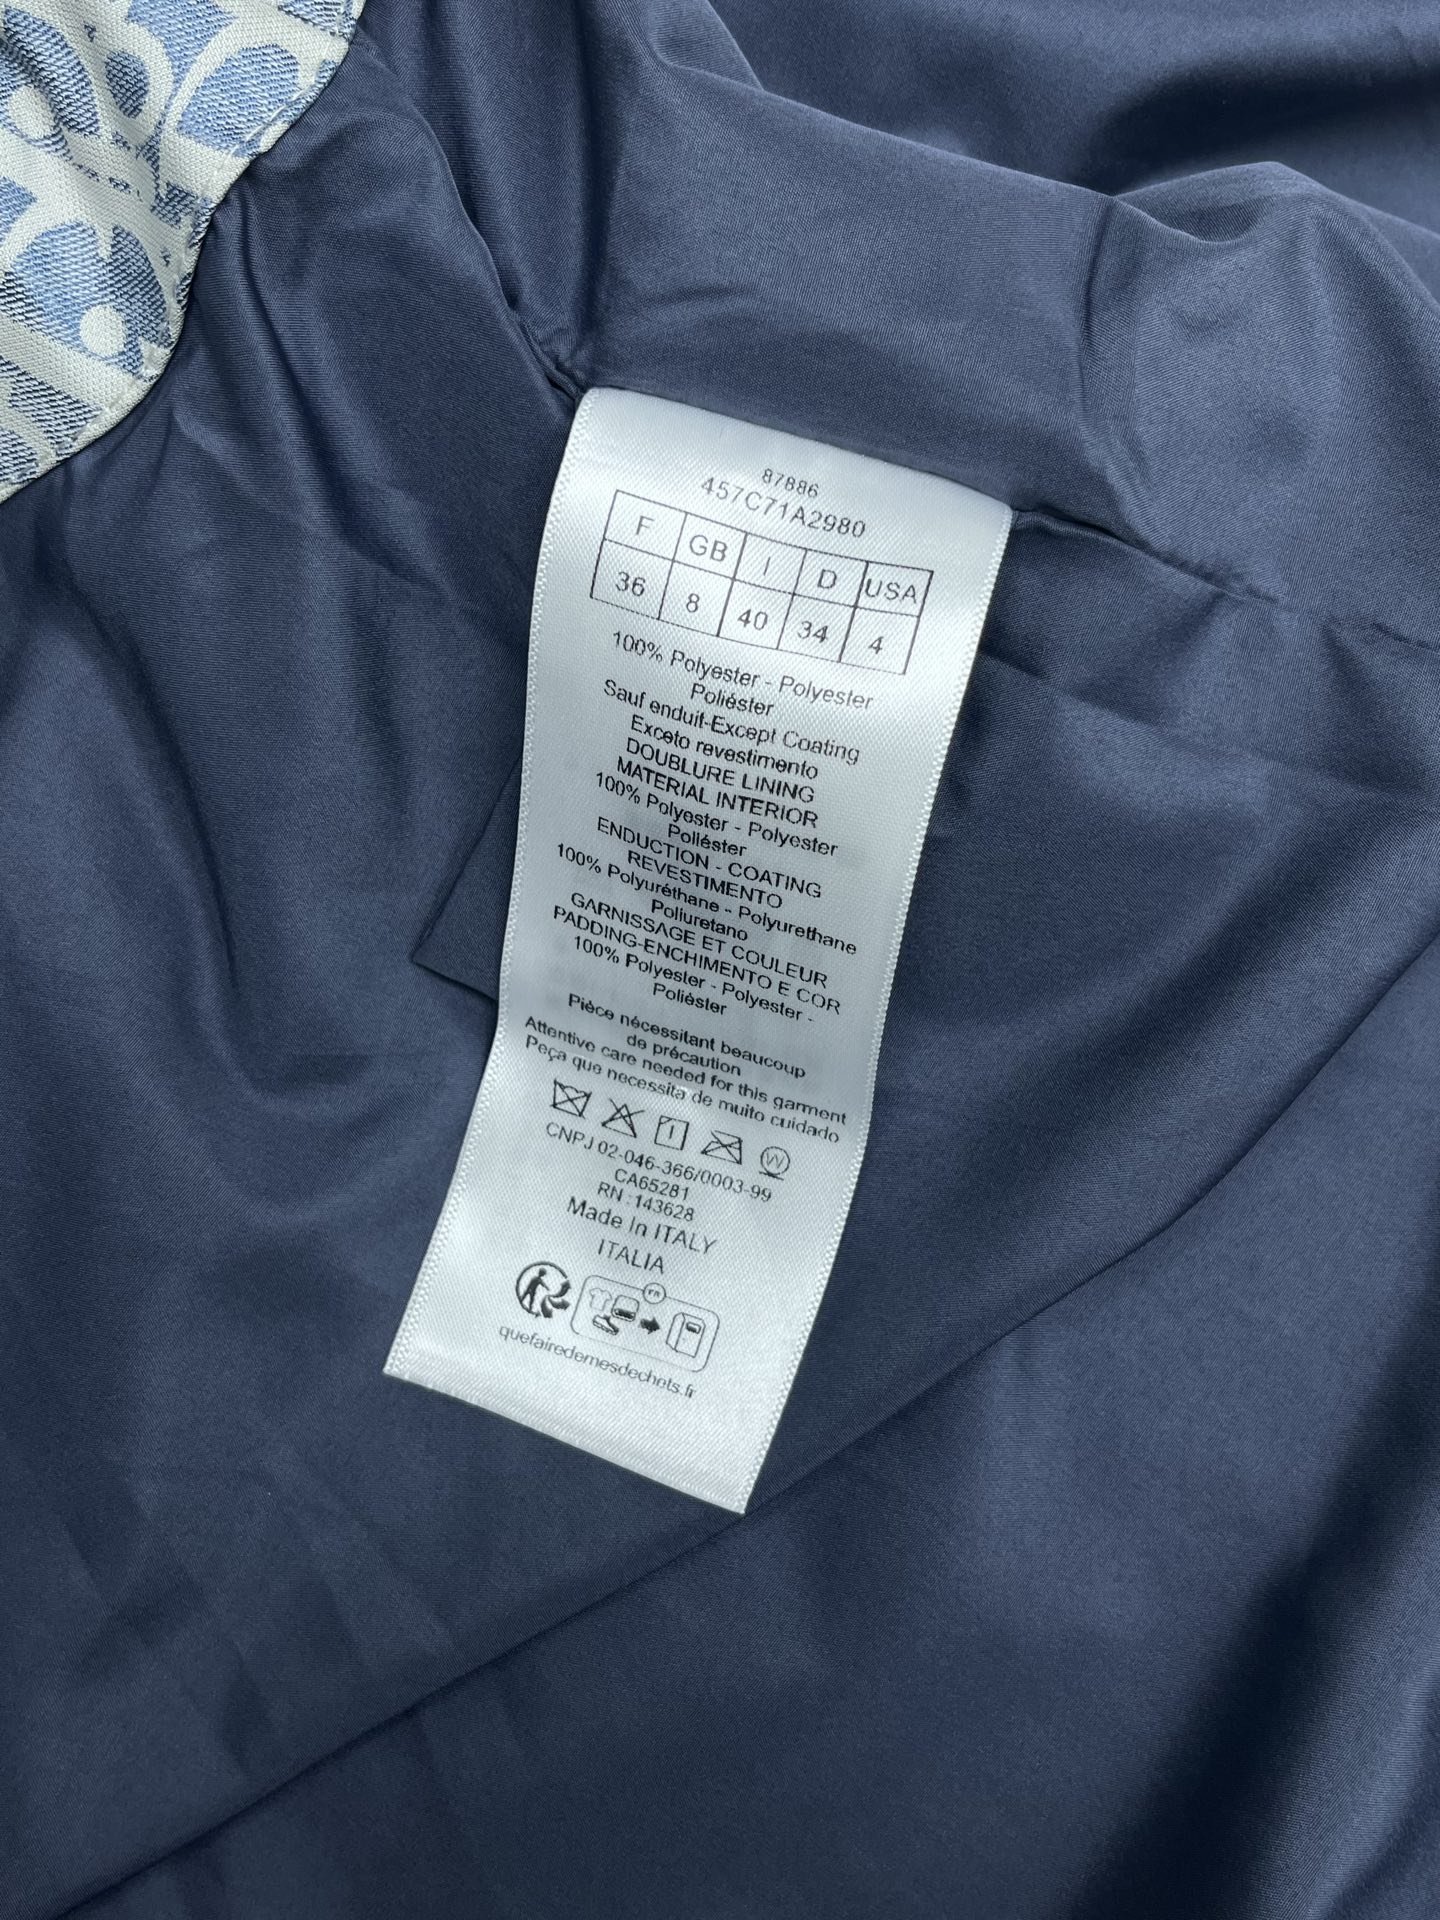 87886
457C71A2980
F GB I D USA
36 8 40 34 4
100% Polyester - Polyester
Poliéster
Sauf enduit-Except Coating
Exceto revestimento
DOUBLURE LINING
MATERIAL INTERIOR
100% Polyester - Polyester
Poliéster
ENDUCTION - COATING
REVESTIMENTO
100% Polyuréthane - Polyurethane
Poliuretano
GARNISSAGE ET COULEUR
PADDING-ENCHIMENTO E COR
100% Polyester - Polyester -
Poliéster
Pièce nécessitant beaucoup
de précaution
Attentive care needed for this garment
Peça que necessita de muito cuidado
W
CNPJ 02-046-366/0003-99
CA65281
RN : 143628
Made In ITALY
ITALIA
FR
quefairedemesdechets.fr